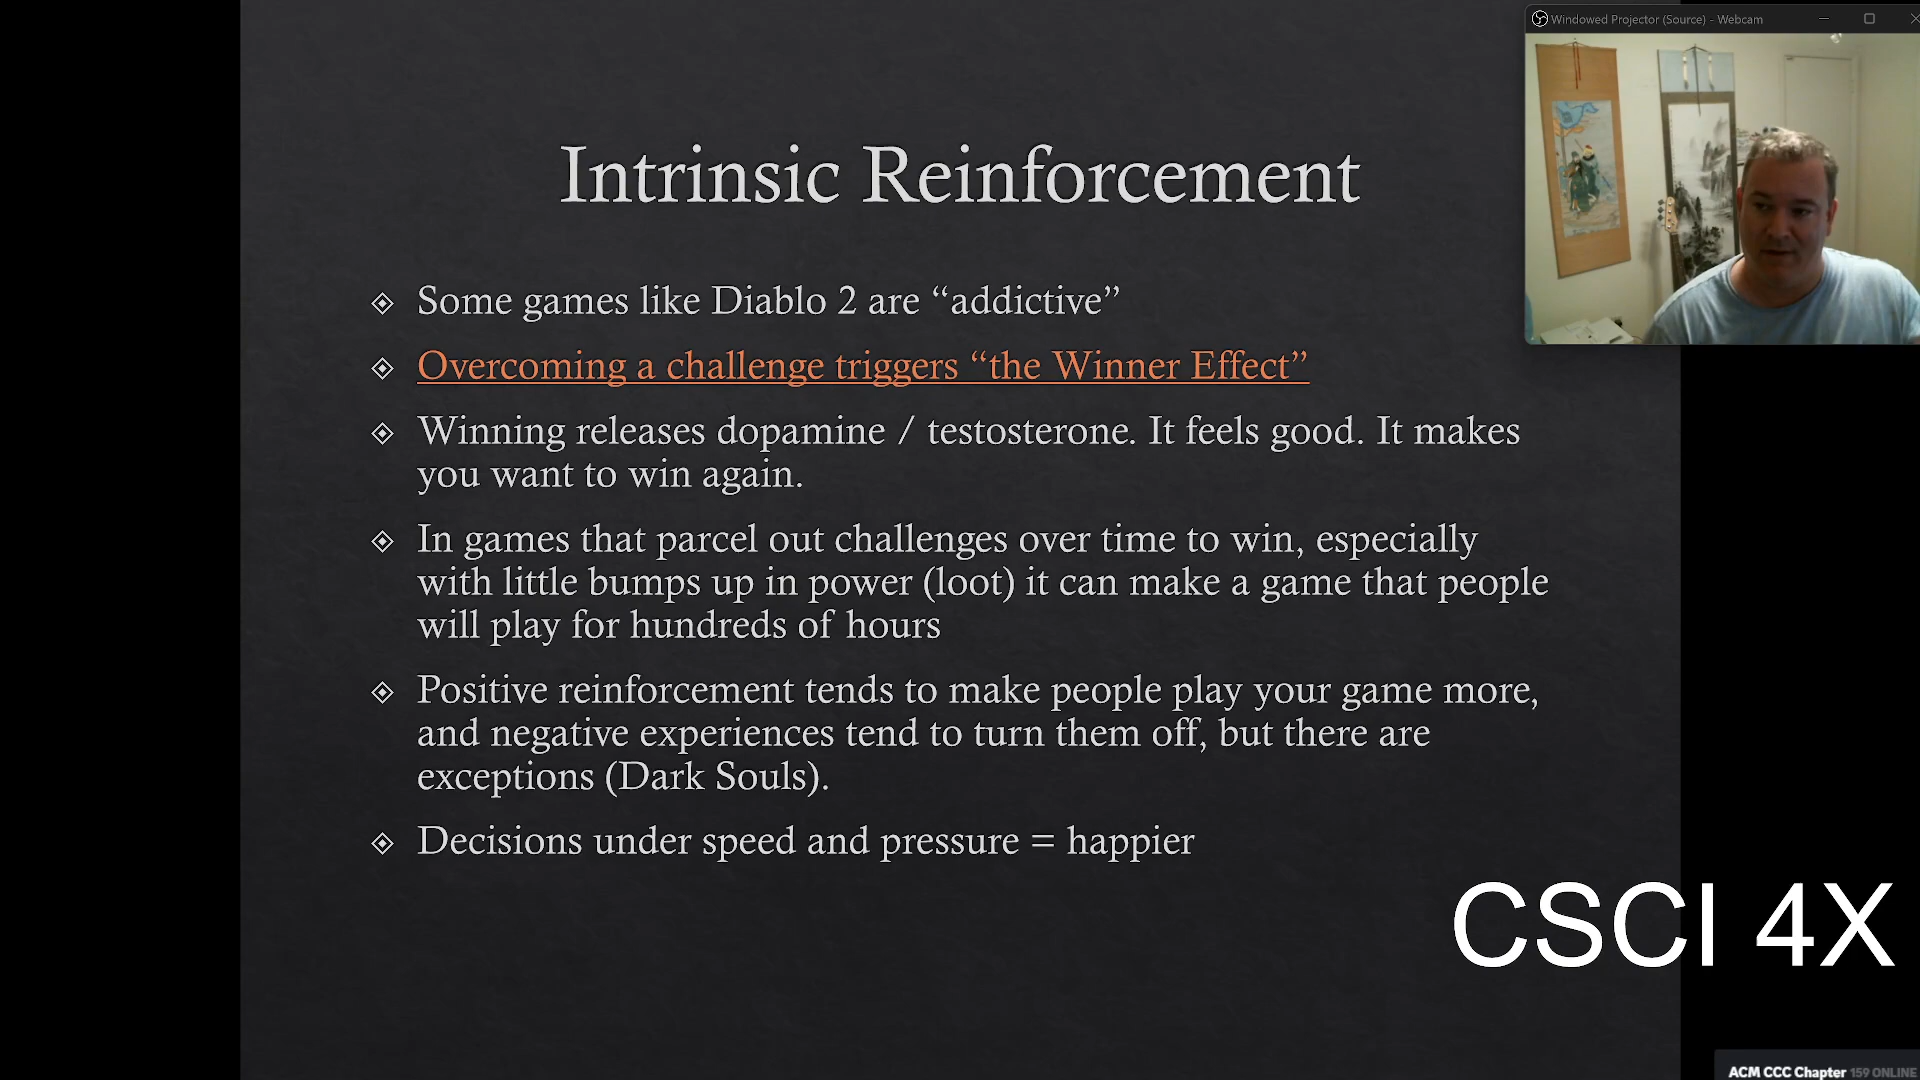 Windowed Projector (Source) - Webcam
Intrinsic Reinforcement
Some games like Diablo 2 are “addictive”
Overcoming a challenge triggers “the Winner Effect”
Winning releases dopamine / testosterone. It feels good. It makes
you want to win again.
In games that parcel out challenges over time to win, especially
with little bumps up in power (loot) it can make a game that people
will play for hundreds of hours
Positive reinforcement tends to make people play your game more,
and negative experiences tend to turn them off, but there are
exceptions (Dark Souls).
Decisions under speed and pressure = happier
CSCI 4X
ACM CCC Chapter 159 ONLINE